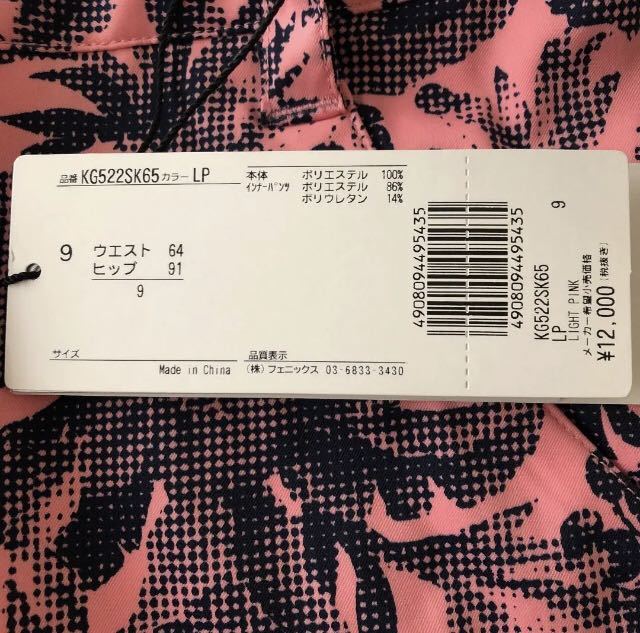 品番 KG522SK65 カラー LP
本体 ポリエステル 100%
インナーパンツ ポリエステル 86%
ポリウレタン 14%
9 ウエスト 64
ヒップ 91
9
サイズ
Made in China
品質表示
(株) フェニックス 03-6833-3430
4908094495435
4908094495435
9
KG522SK65
LP
LIGHT PINK
メーカー希望小売価格
¥12,000 (税抜き)